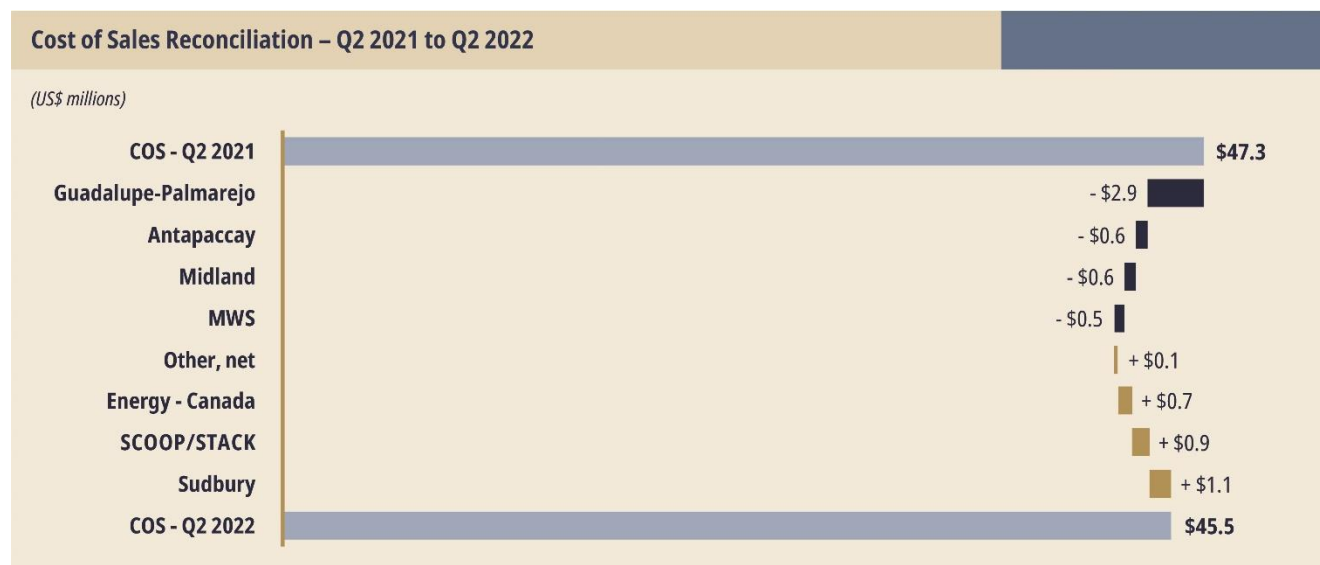 Cost of Sales Reconciliation – Q2 2021 to Q2 2022
(US$ millions)
COS - Q2 2021 $47.3
Guadalupe-Palmarejo - $2.9
Antapaccay - $0.6
Midland - $0.6
MWS - $0.5
Other, net + $0.1
Energy - Canada + $0.7
SCOOP/STACK + $0.9
Sudbury + $1.1
COS - Q2 2022 $45.5